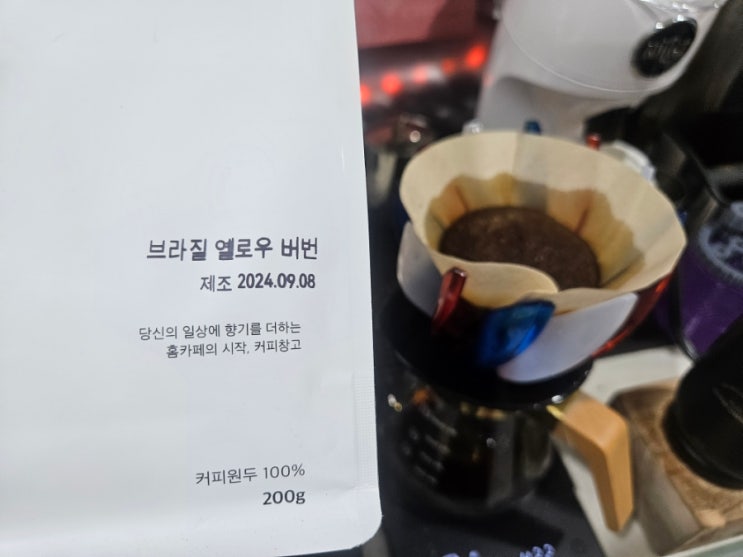 브라질 옐로우 버번
제조 2024.09.08
당신의 일상에 향기를 더하는
홈카페의 시작, 커피창고
커피원두 100%
200g